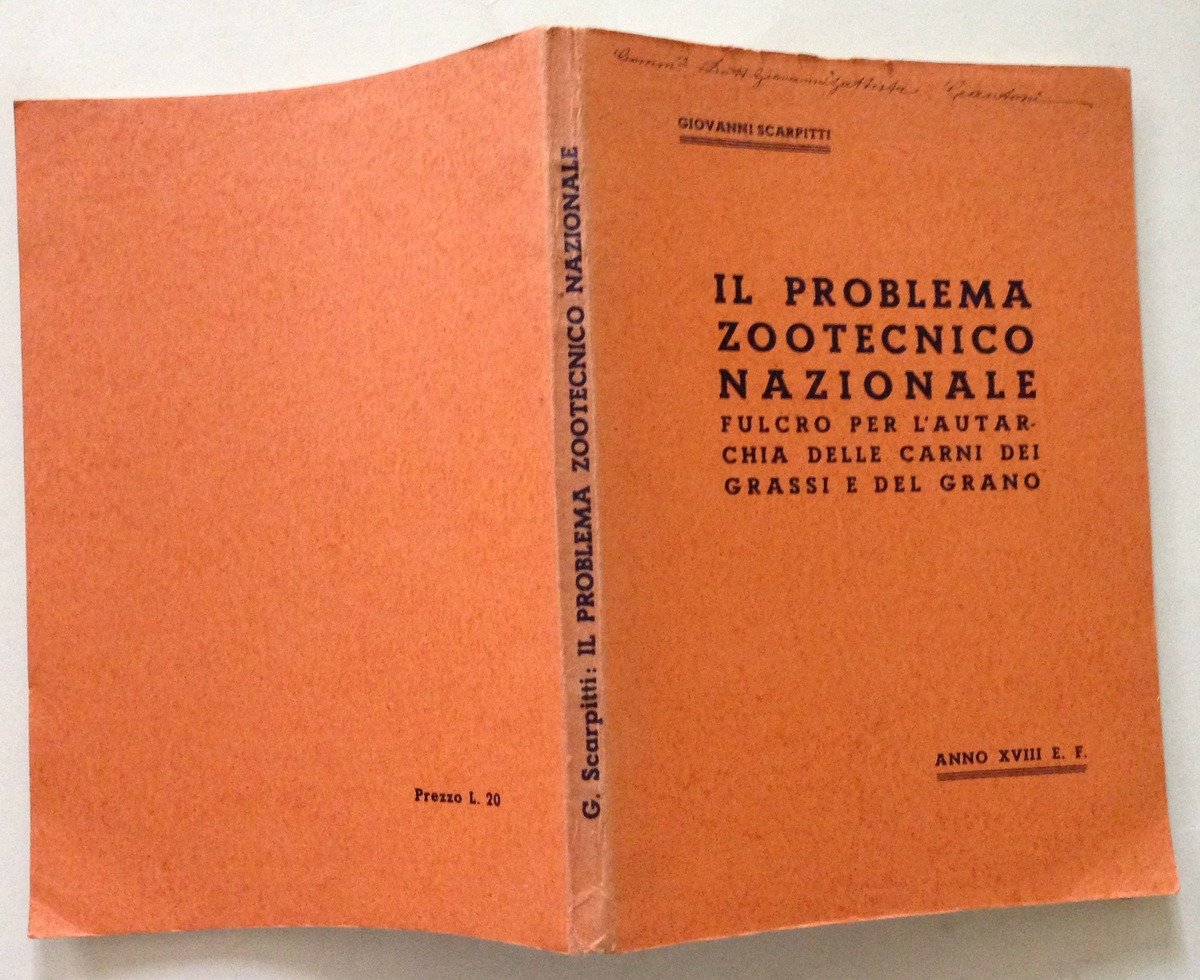 Prezzo L. 20
G. Scarpitti: IL PROBLEMA ZOOTECNICO NAZIONALE
GIOVANNI SCARPITTI
IL PROBLEMA
ZOOTECNICO
NAZIONALE
FULCRO PER L'AUTAR-
CHIA DELLE CARNI DEI
GRASSI E DEL GRANO
ANNO XVIII E. F.